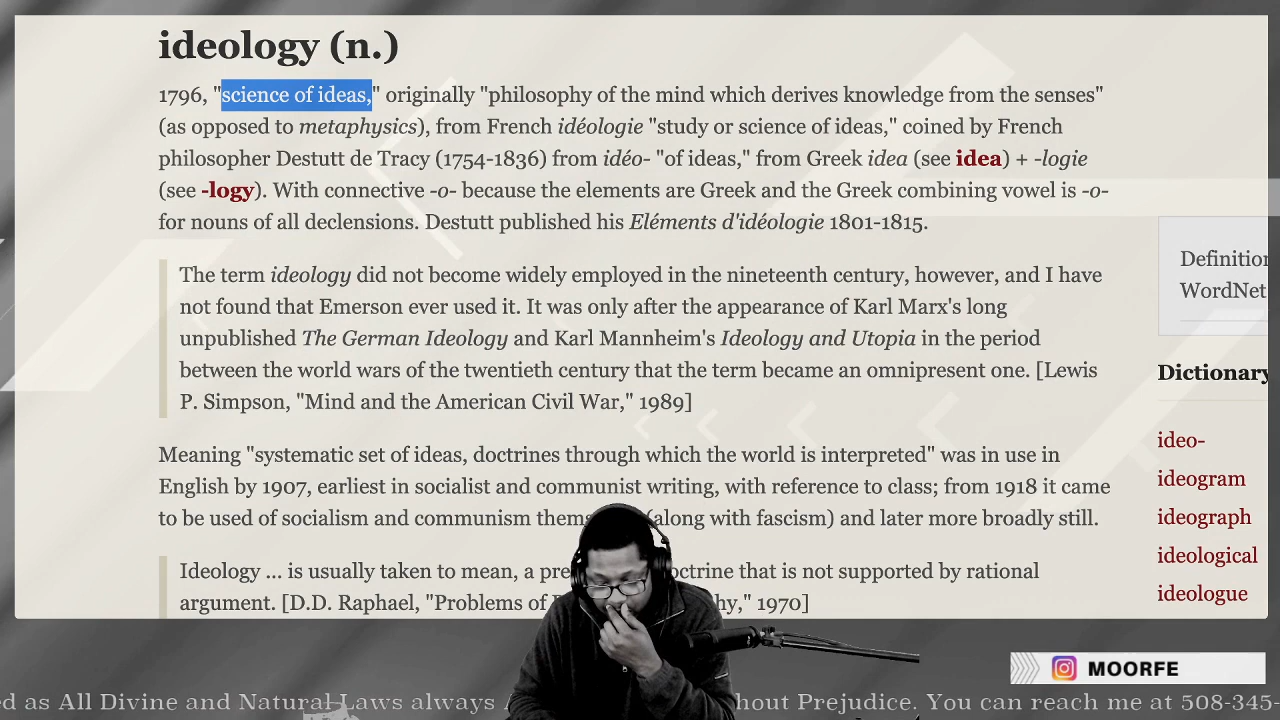 ideology (n.)
1796, "science of ideas," originally "philosophy of the mind which derives knowledge from the senses"
(as opposed to metaphysics), from French idéologie "study or science of ideas," coined by French
philosopher Destutt de Tracy (1754-1836) from idéo- "of ideas," from Greek idea (see idea) + -logie
(see -logy). With connective -o- because the elements are Greek and the Greek combining vowel is -o-
for nouns of all declensions. Destutt published his Eléments d'idéologie 1801-1815.
The term ideology did not become widely employed in the nineteenth century, however, and I have
not found that Emerson ever used it. It was only after the appearance of Karl Marx's long
unpublished The German Ideology and Karl Mannheim's Ideology and Utopia in the period
between the world wars of the twentieth century that the term became an omnipresent one. [Lewis
P. Simpson, "Mind and the American Civil War," 1989]
Meaning "systematic set of ideas, doctrines through which the world is interpreted" was in use in
English by 1907, earliest in socialist and communist writing, with reference to class; from 1918 it came
to be used of socialism and communism thems (along with fascism) and later more broadly still.
Ideology ... is usually taken to mean, a pre doctrine that is not supported by rational
argument. [D.D. Raphael, "Problems of hy," 1970]
Definition
WordNet
Dictionary
ideo-
ideogram
ideograph
ideological
ideologue
MOORFE
ed as All Divine and Natural Laws always hout Prejudice. You can reach me at 508-345-